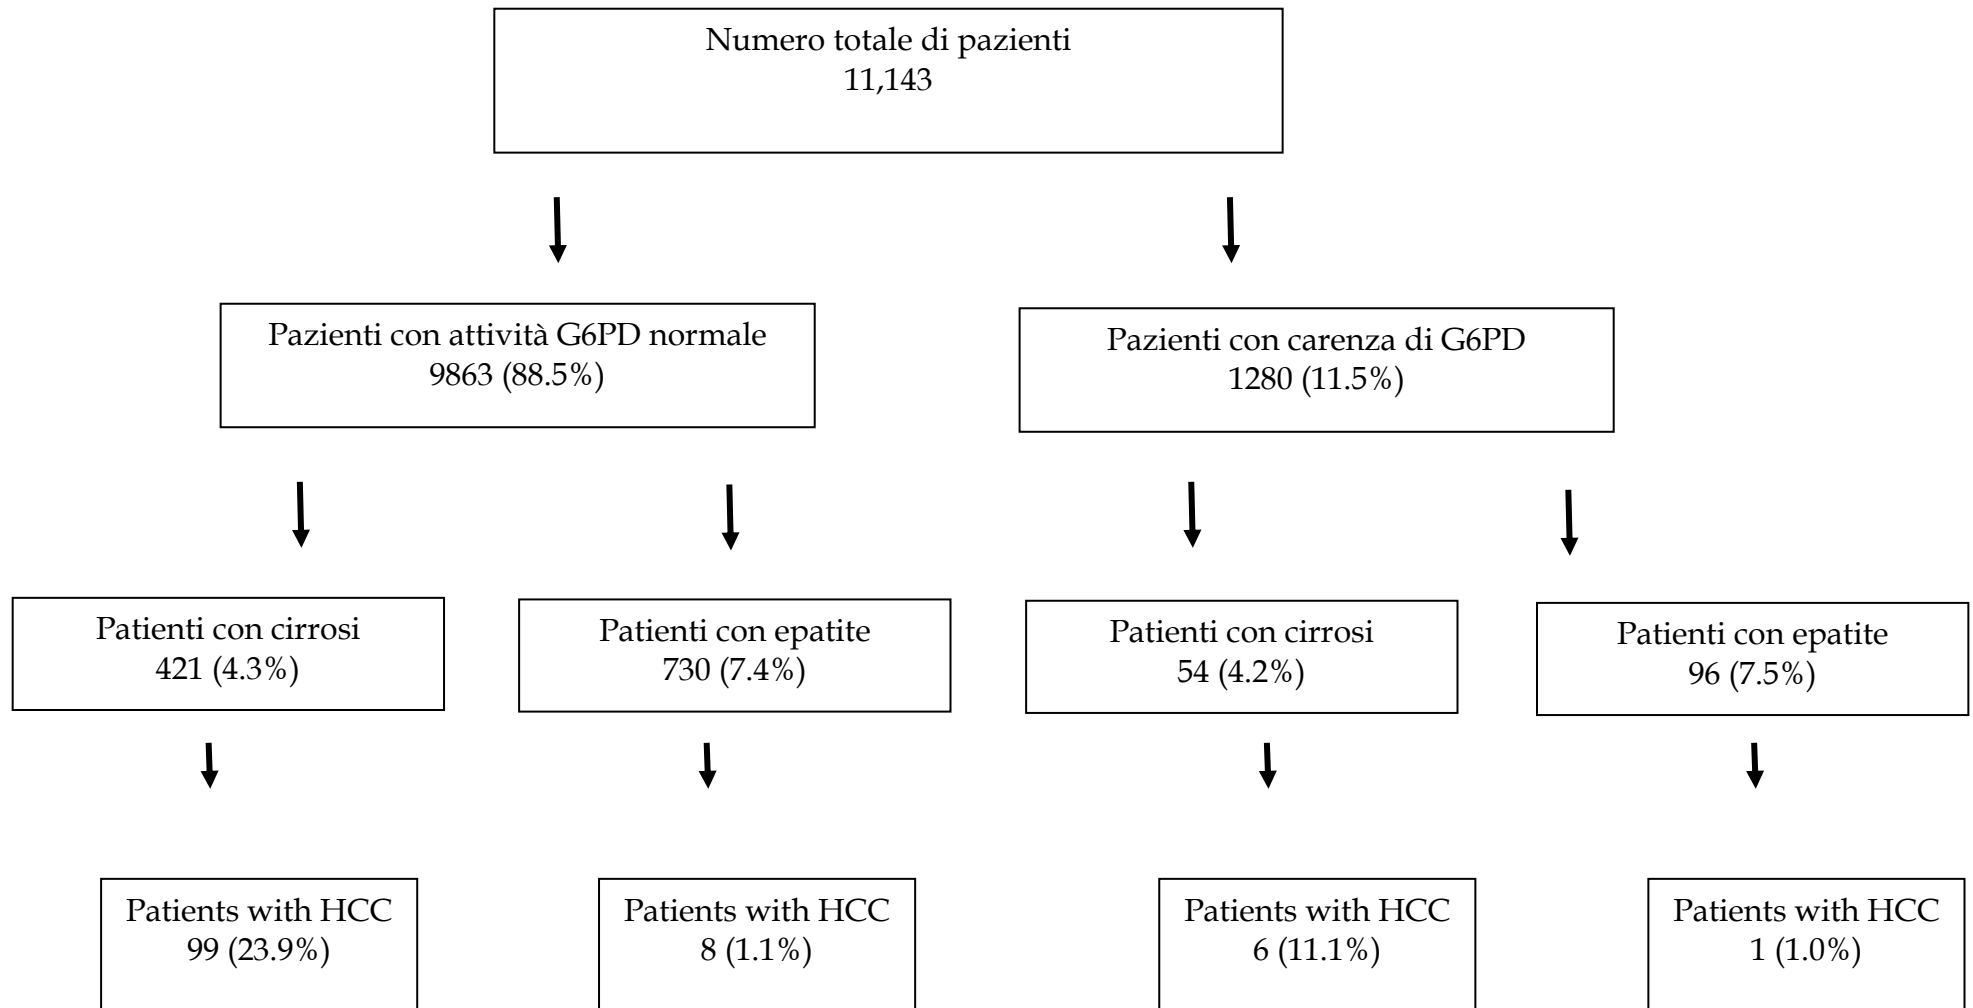 Numero totale di pazienti
11,143
Pazienti con attività G6PD normale
9863 (88.5%)
Pazienti con carenza di G6PD
1280 (11.5%)
Patienti con cirrosi
421 (4.3%)
Patienti con epatite
730 (7.4%)
Patienti con cirrosi
54 (4.2%)
Patienti con epatite
96 (7.5%)
Patients with HCC
99 (23.9%)
Patients with HCC
8 (1.1%)
Patients with HCC
6 (11.1%)
Patients with HCC
1 (1.0%)